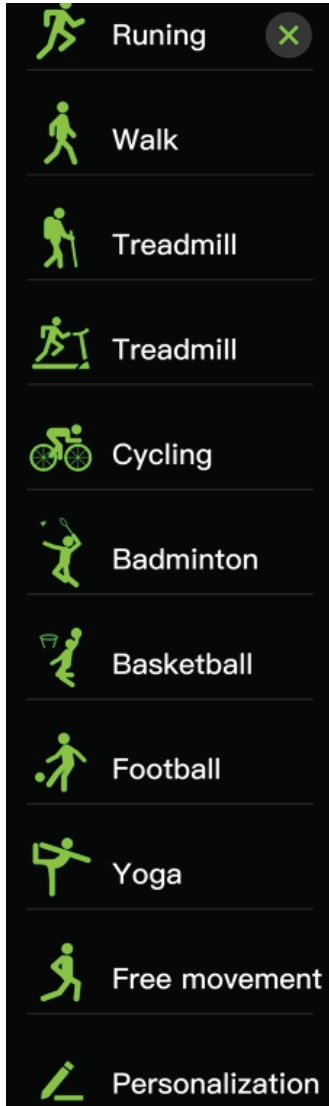 Runing
Walk
Treadmill
Treadmill
Cycling
Badminton
Basketball
Football
Yoga
Free movement
Personalization